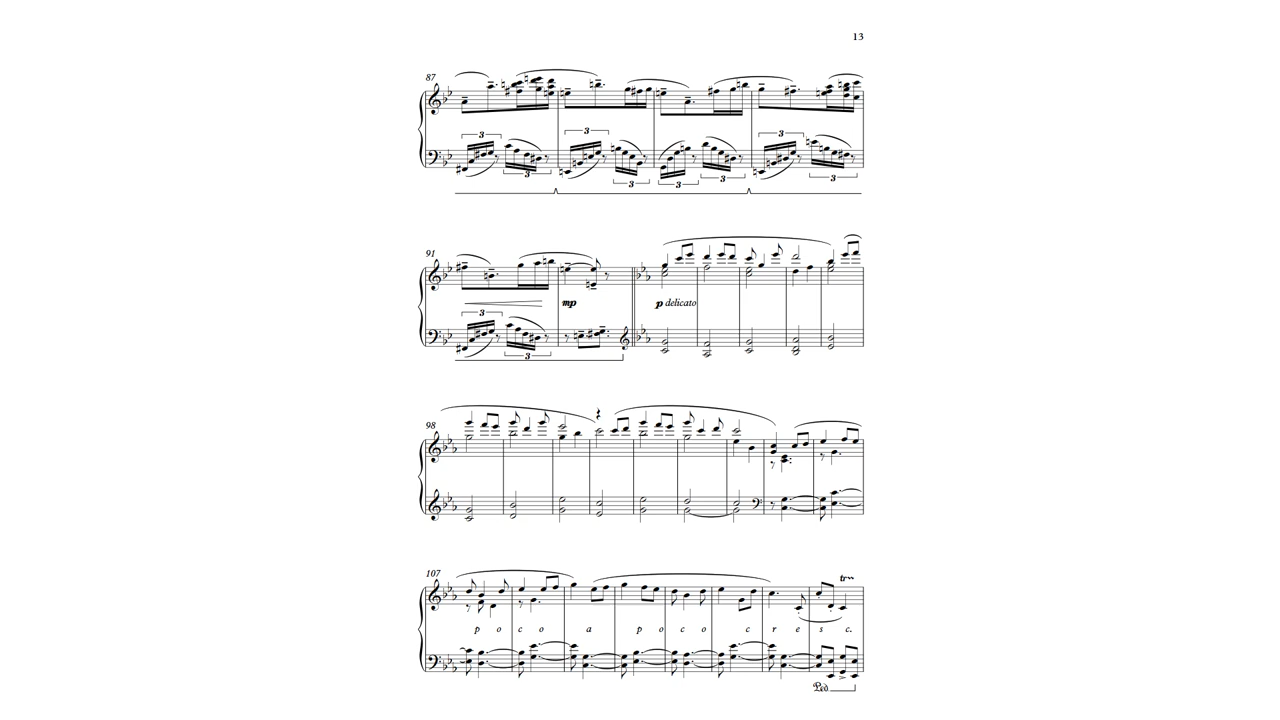 13
87
3 3 3 3
3 3 3 3
91
3
mp
p delicato
3
98
107
tr
p o c o a p o c o c r e s c.
Ped